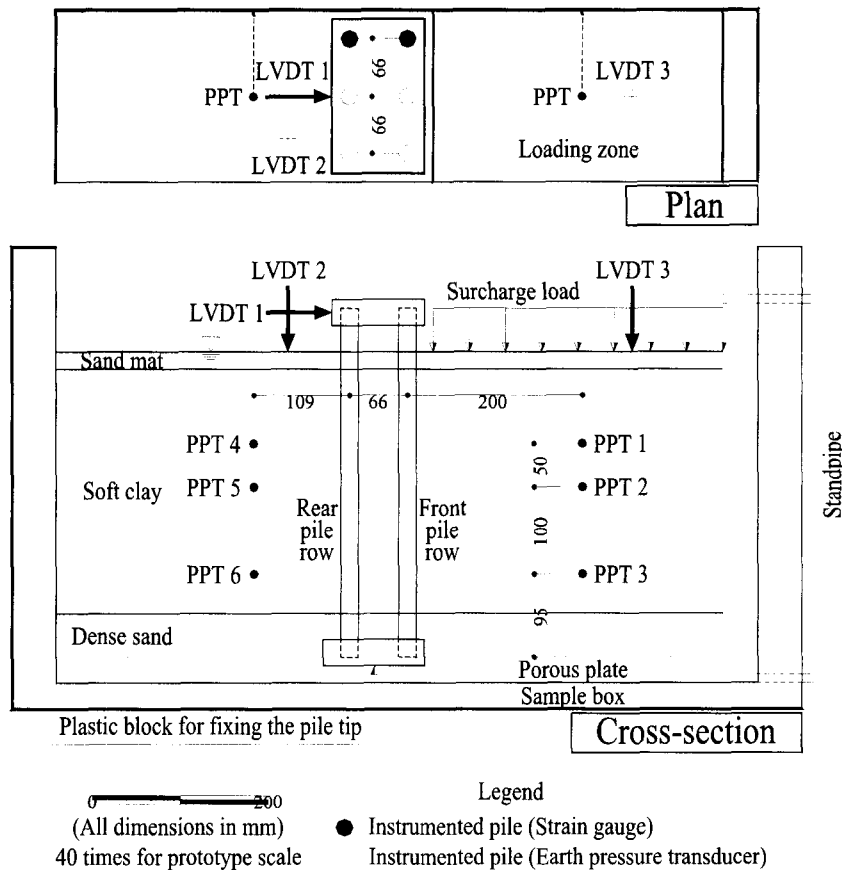 LVDT 1
66
LVDT 3
PPT
PPT
66
LVDT 2
Loading zone
Plan
LVDT 2
LVDT 3
Surcharge load
LVDT 1
Sand mat
109
66
200
PPT 4
PPT 1
50
PPT 5
PPT 2
Soft clay
Rear
pile
row
Front
pile
row
100
Standpipe
PPT 6
PPT 3
95
Dense sand
Porous plate
Sample box
Plastic block for fixing the pile tip
Cross-section
0
200
Legend
(All dimensions in mm)
Instrumented pile (Strain gauge)
40 times for prototype scale
Instrumented pile (Earth pressure transducer)